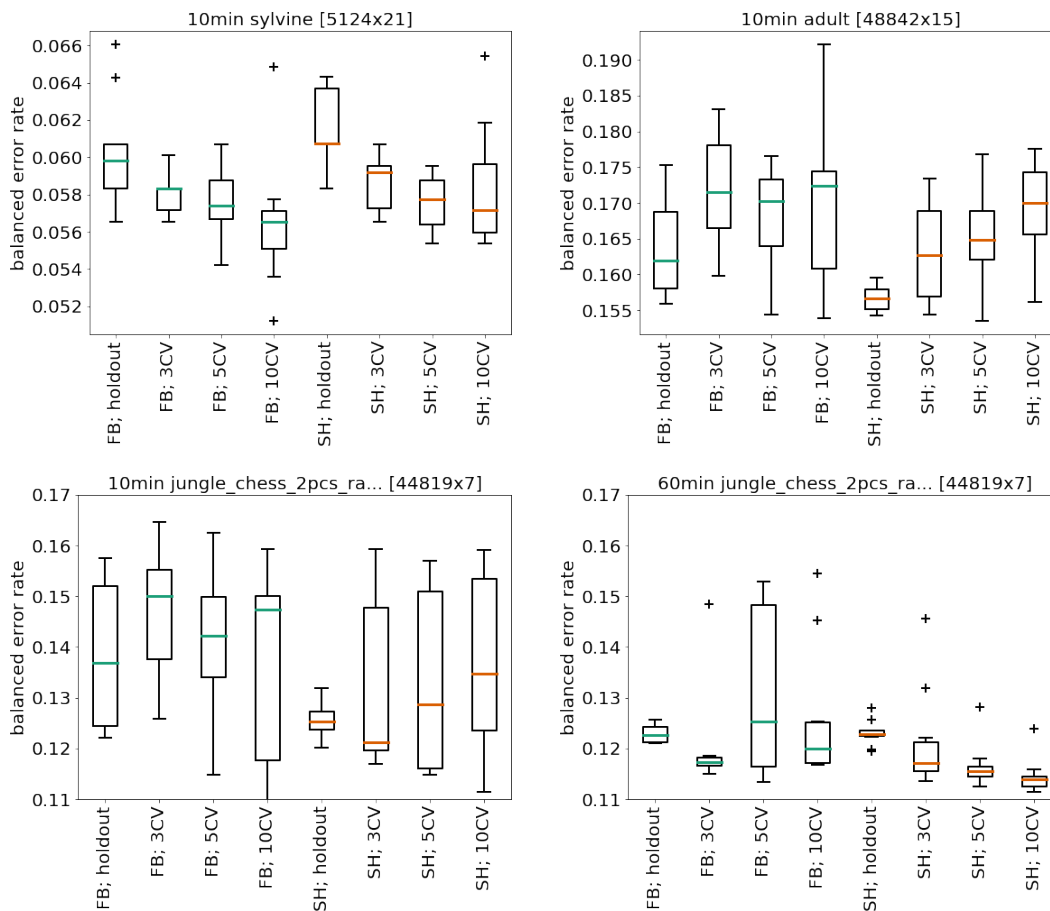 10min sylvine [5124x21]
balanced error rate
0.066
0.064
0.062
0.060
0.058
0.056
0.054
0.052
FB; holdout
FB; 3CV
FB; 5CV
FB; 10CV
SH; holdout
SH; 3CV
SH; 5CV
SH; 10CV
10min adult [48842x15]
balanced error rate
0.190
0.185
0.180
0.175
0.170
0.165
0.160
0.155
FB; holdout
FB; 3CV
FB; 5CV
FB; 10CV
SH; holdout
SH; 3CV
SH; 5CV
SH; 10CV
10min jungle_chess_2pcs_ra... [44819x7]
balanced error rate
0.17
0.16
0.15
0.14
0.13
0.12
0.11
FB; holdout
FB; 3CV
FB; 5CV
FB; 10CV
SH; holdout
SH; 3CV
SH; 5CV
SH; 10CV
60min jungle_chess_2pcs_ra... [44819x7]
balanced error rate
0.17
0.16
0.15
0.14
0.13
0.12
0.11
FB; holdout
FB; 3CV
FB; 5CV
FB; 10CV
SH; holdout
SH; 3CV
SH; 5CV
SH; 10CV